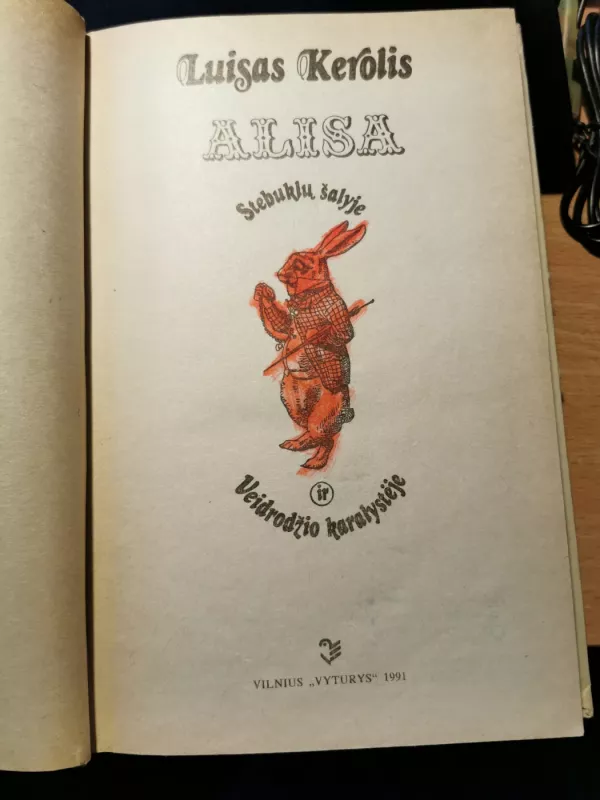 Luisas Kerolis
ALISA
Stebuklų šalyje
ir
Veidrodžio karalystėje
VILNIUS „VYTURYS“ 1991